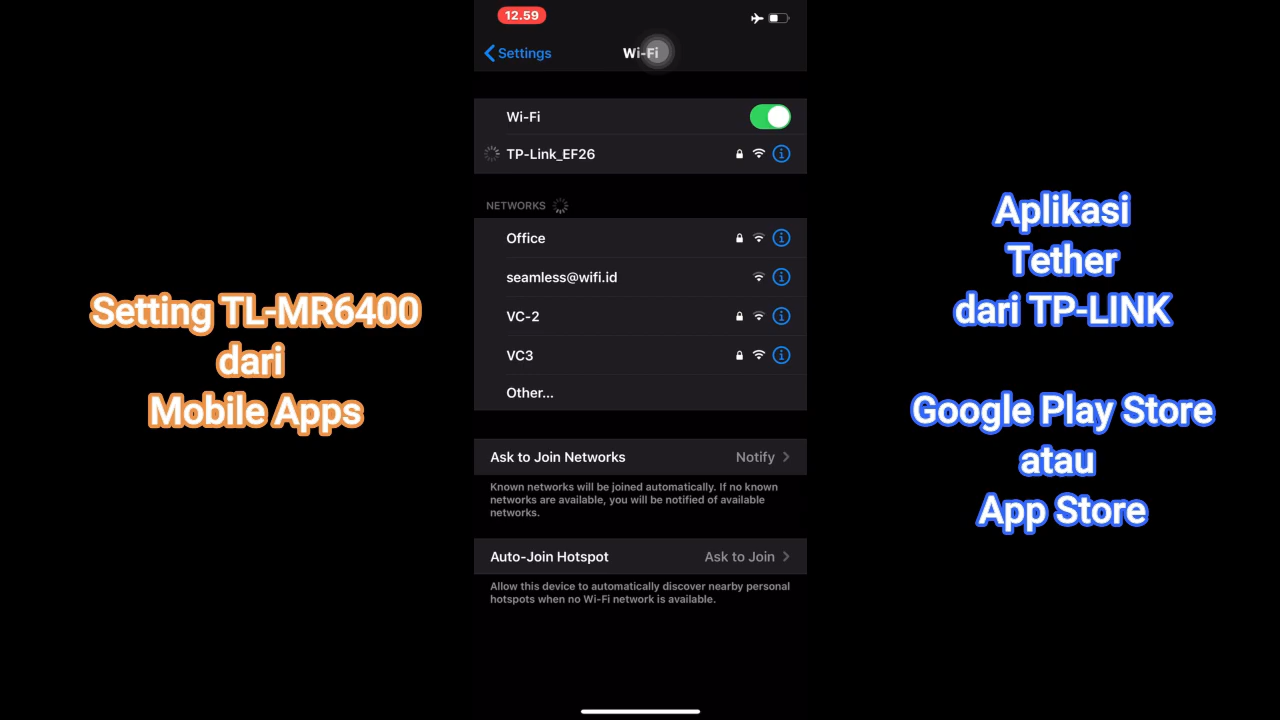 Setting TL-MR6400
dari
Mobile Apps
12.59
Settings
Wi-Fi
Wi-Fi
TP-Link_EF26
NETWORKS
Office
seamless@wifi.id
VC-2
VC3
Other...
Ask to Join Networks Notify
Known networks will be joined automatically. If no known
networks are available, you will be notified of available
networks.
Auto-Join Hotspot Ask to Join
Allow this device to automatically discover nearby personal
hotspots when no Wi-Fi network is available.
Aplikasi
Tether
dari TP-LINK
Google Play Store
atau
App Store